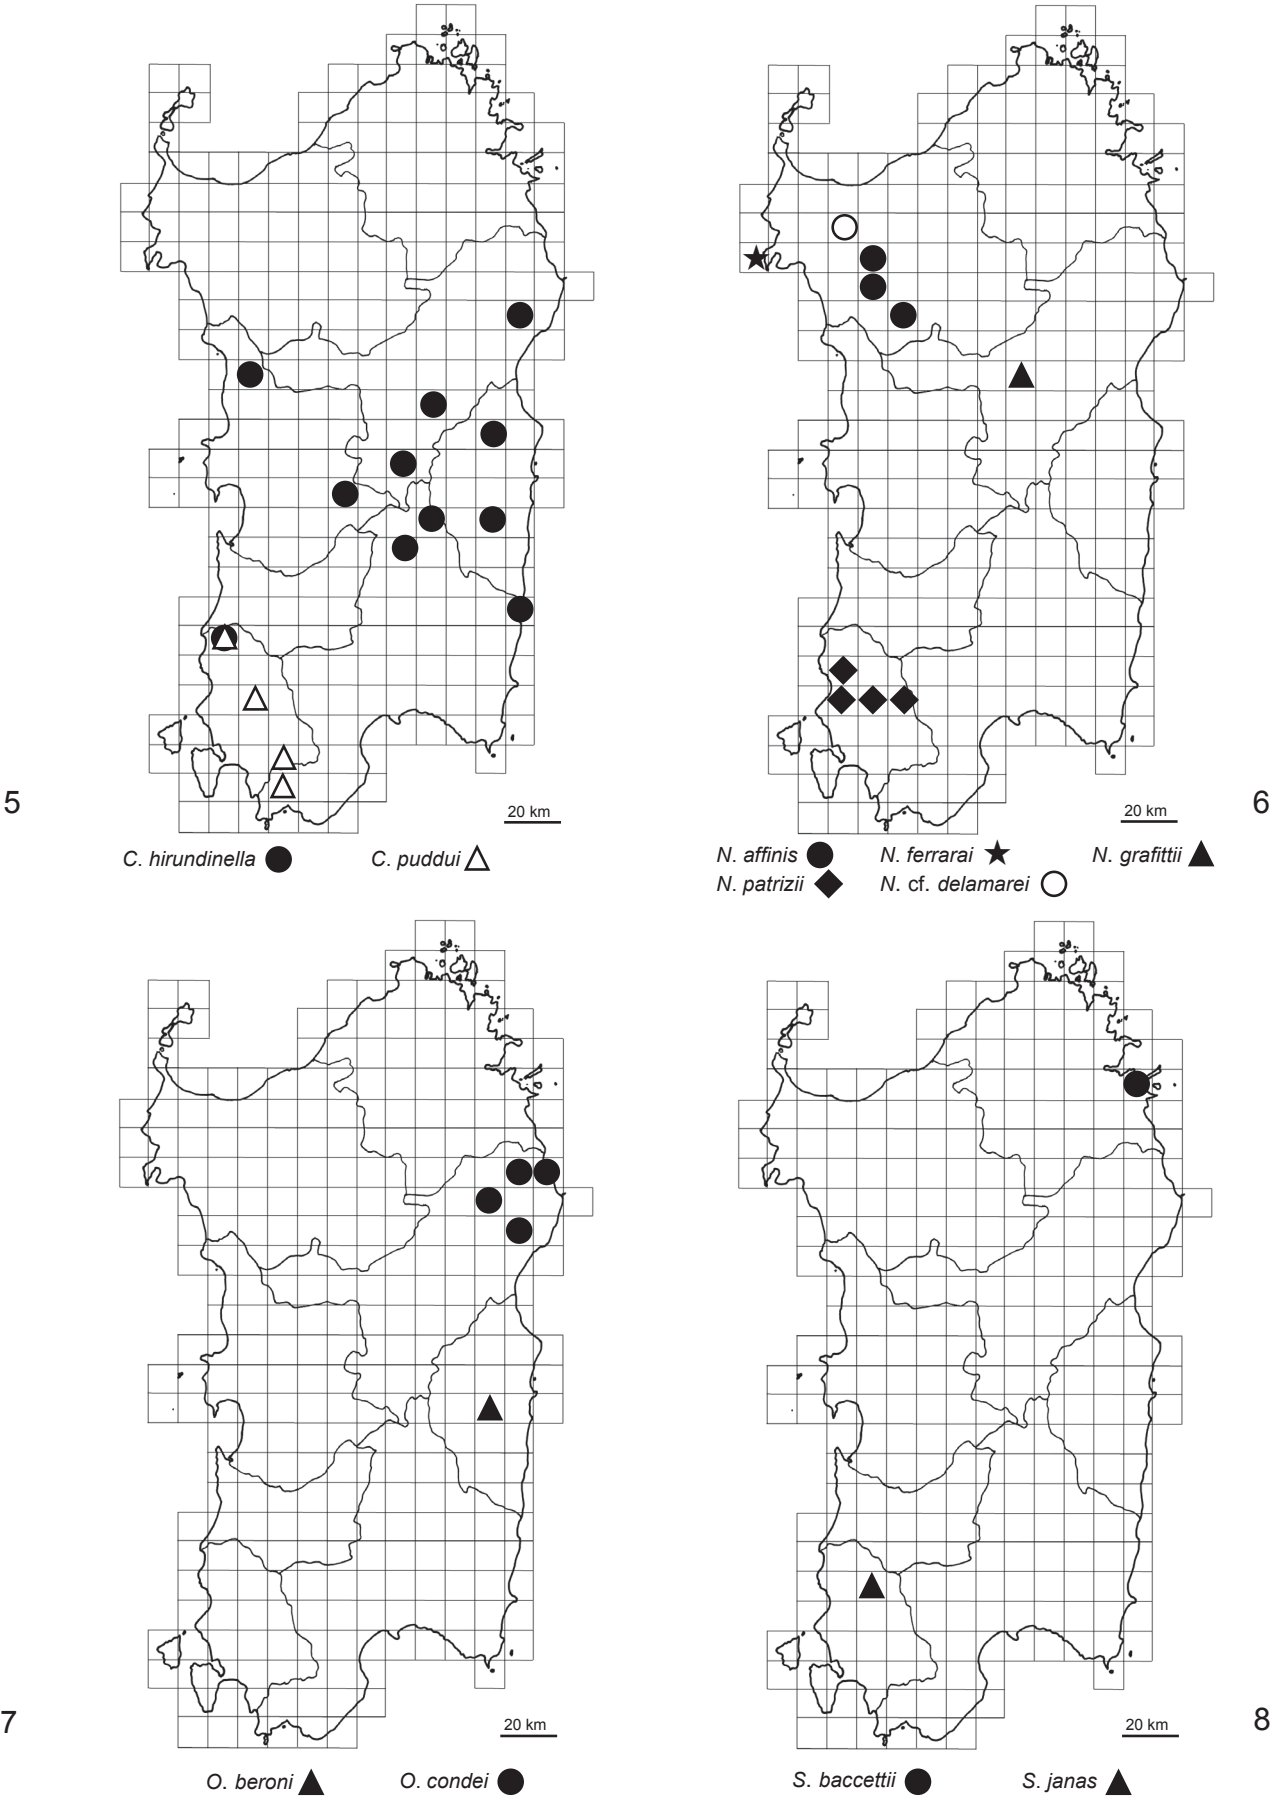 5
20 km
C. hirundinella
C. puddui
6
20 km
N. affinis
N. ferrarai
N. grafittii
N. patrizii
N. cf. delamarei
7
20 km
O. beroni
O. condei
8
20 km
S. baccettii
S. janas